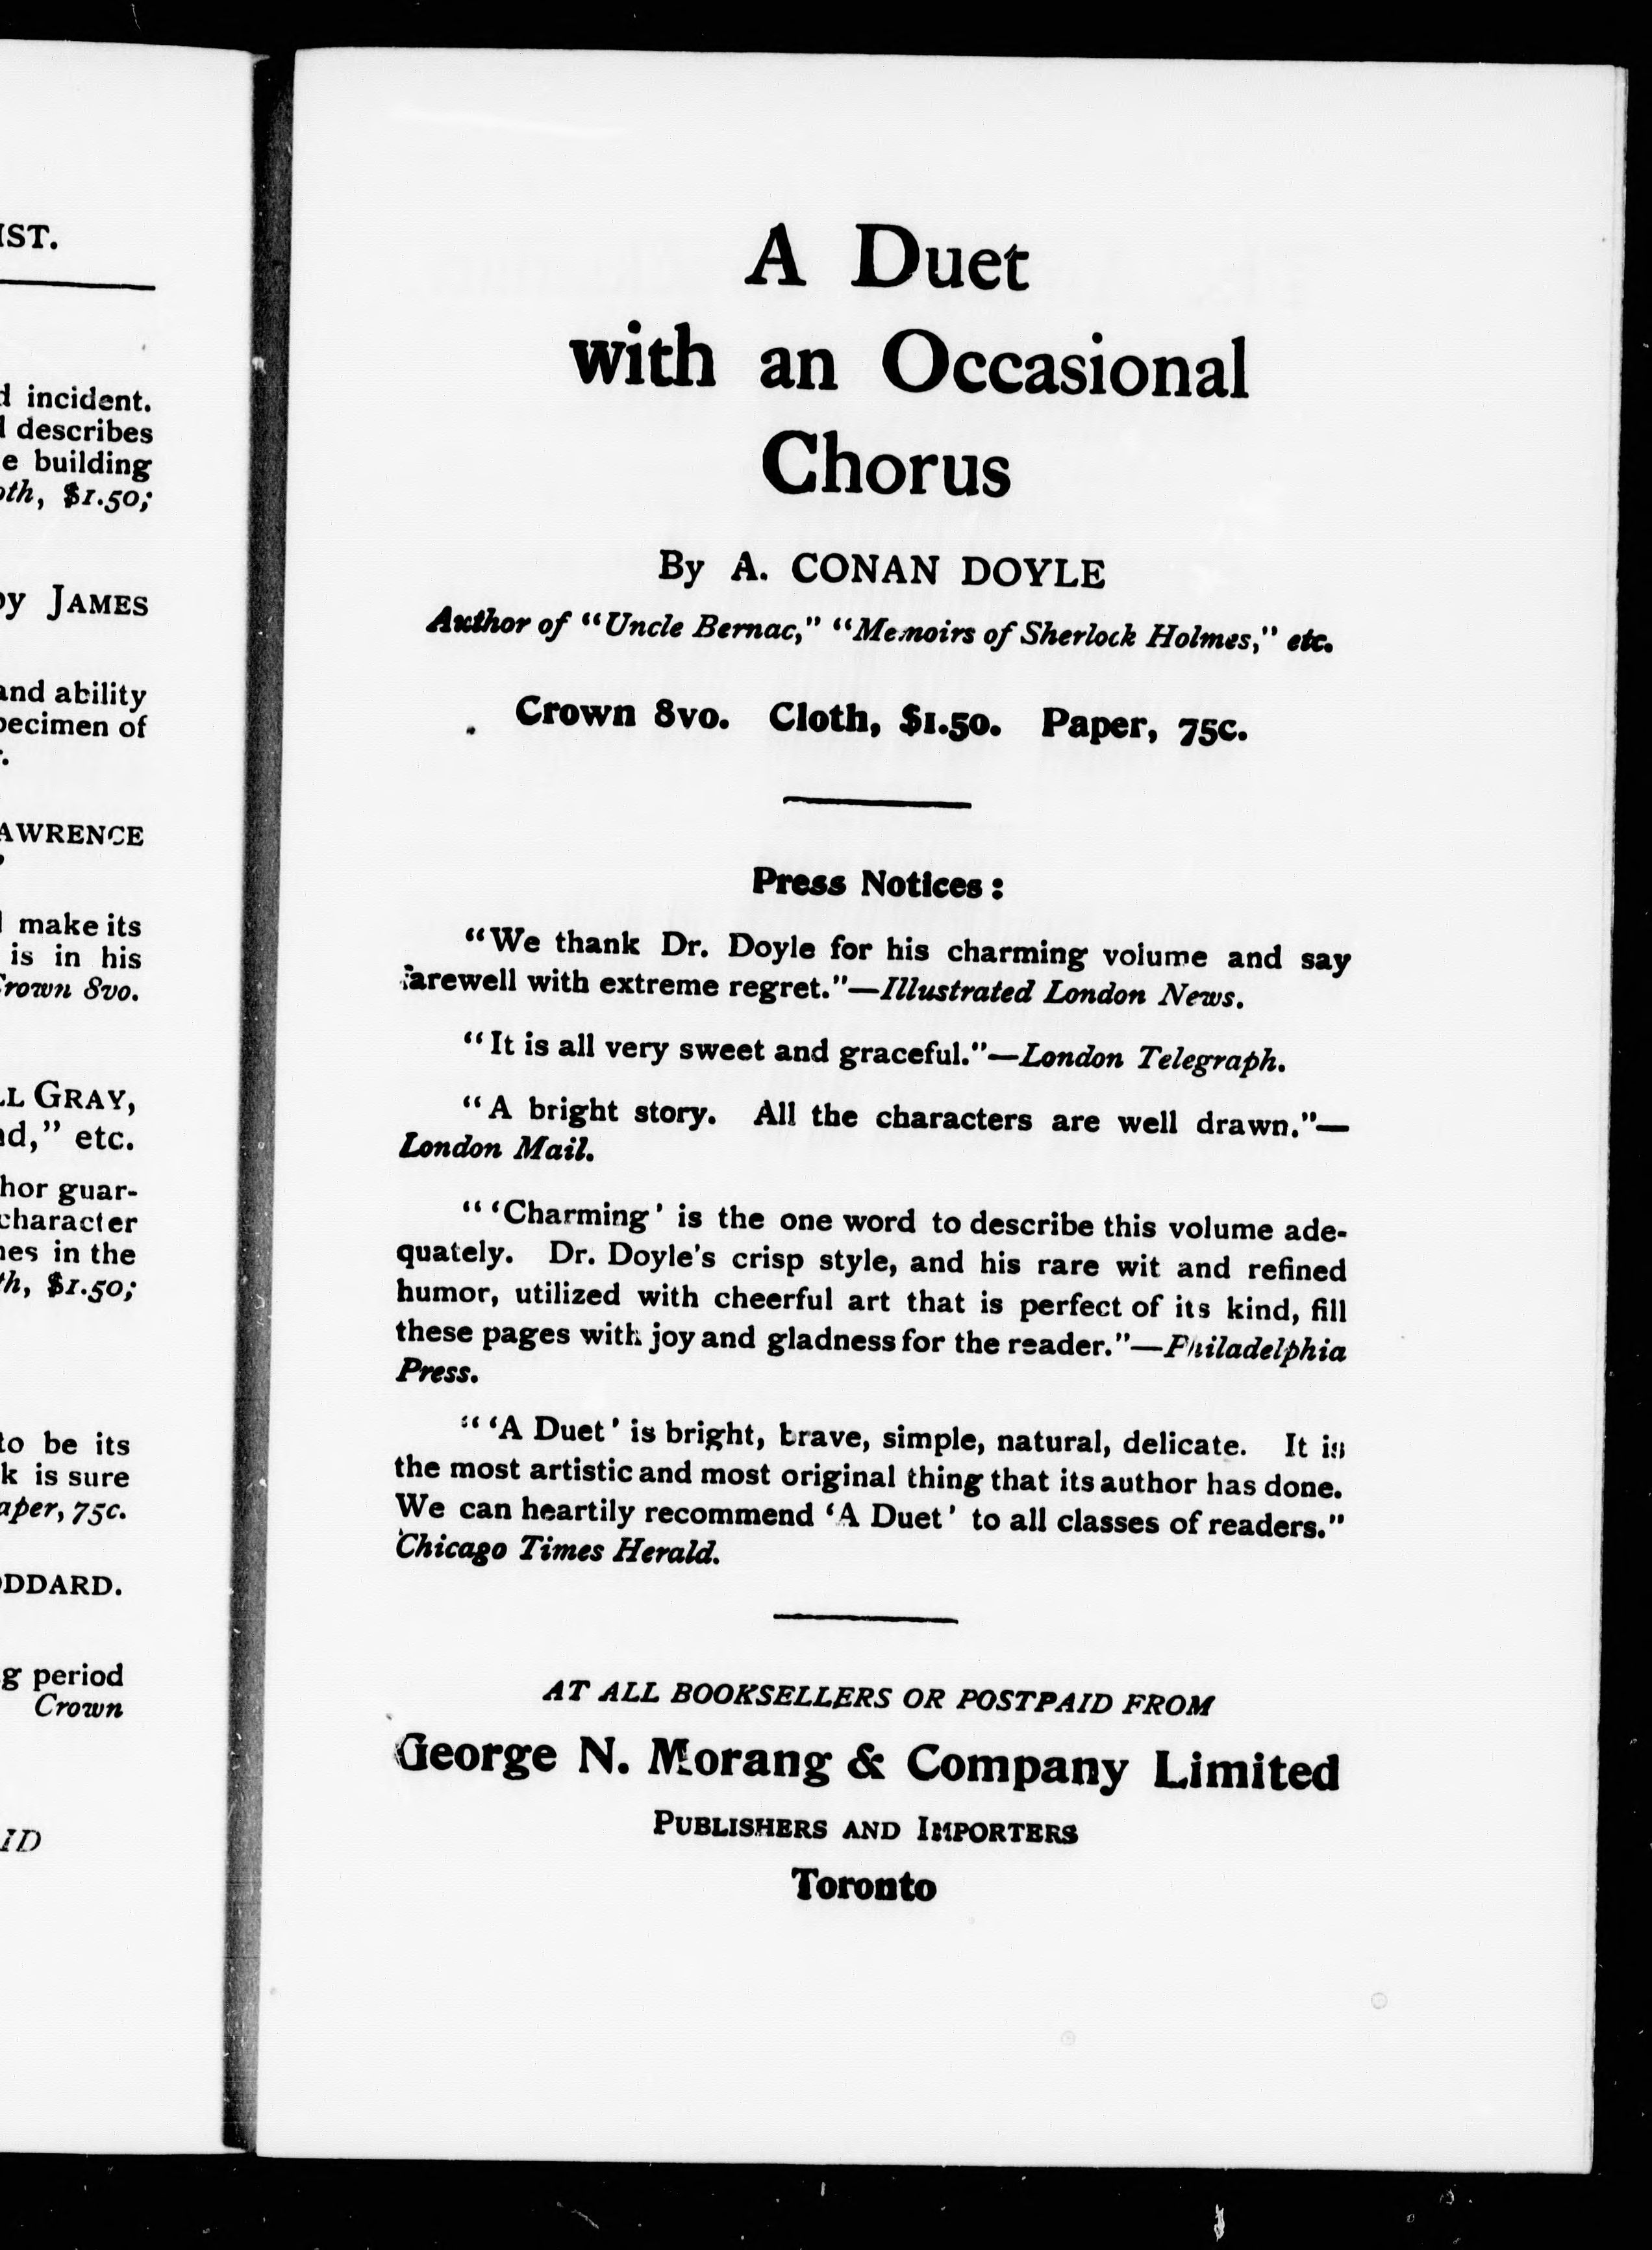 IST.
incident.
describes
e building
$1.50;
by JAMES
and ability
specimen of
AWRENCE
make its
is in his
Crown 8vo.
LL GRAY,
etc.
guar-
character
in the
$1.50;
to be its
k is sure
Paper, 75c.
ODDARD.
period
Crown
ID
A Duet
with an Occasional
Chorus
By A. CONAN DOYLE
Author of "Uncle Bernac," "Memoirs of Sherlock Holmes," etc.
Crown 8vo. Cloth, $1.50. Paper, 75c.
Press Notices:
"We thank Dr. Doyle for his charming volume and say
farewell with extreme regret."—Illustrated London News.
"It is all very sweet and graceful."—London Telegraph.
"A bright story. All the characters are well drawn."—
London Mail.
"'Charming' is the one word to describe this volume ade-
quately. Dr. Doyle's crisp style, and his rare wit and refined
humor, utilized with cheerful art that is perfect of its kind, fill
these pages with joy and gladness for the reader."—Philadelphia
Press.
"'A Duet' is bright, brave, simple, natural, delicate. It is
the most artistic and most original thing that its author has done.
We can heartily recommend 'A Duet' to all classes of readers."
Chicago Times Herald.
AT ALL BOOKSELLERS OR POSTPAID FROM
George N. Morang & Company Limited
PUBLISHERS AND IMPORTERS
Toronto